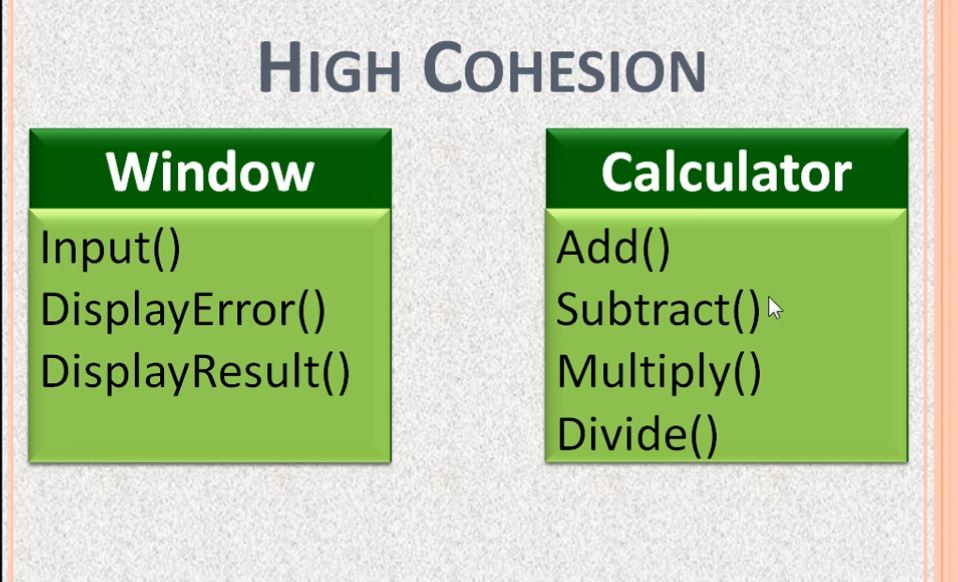 HIGH COHESION
Window
Input()
DisplayError()
DisplayResult()
Calculator
Add()
Subtract()
Multiply()
Divide()